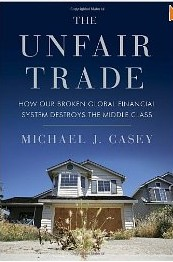 THE
UNFAIR
TRADE
HOW OUR BROKEN GLOBAL FINANCIAL
SYSTEM DESTROYS THE MIDDLE CLASS
MICHAEL J. CASEY